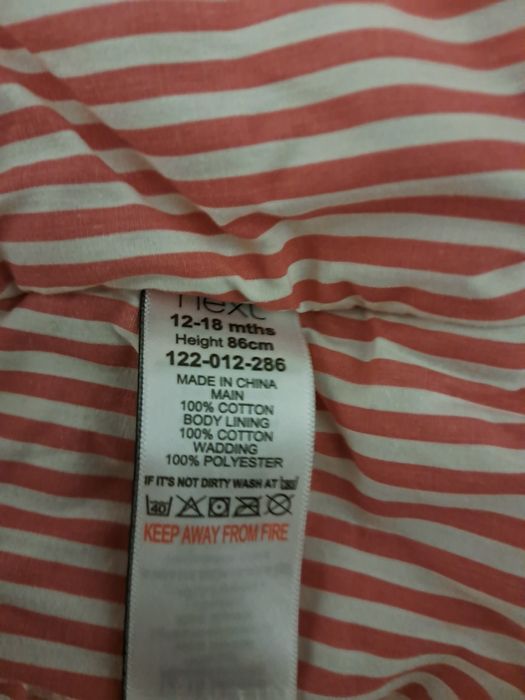 next
12-18 mths
Height 86cm
122-012-286
MADE IN CHINA
MAIN
100% COTTON
BODY LINING
100% COTTON
WADDING
100% POLYESTER
IF IT'S NOT DIRTY WASH AT 30
40
KEEP AWAY FROM FIRE